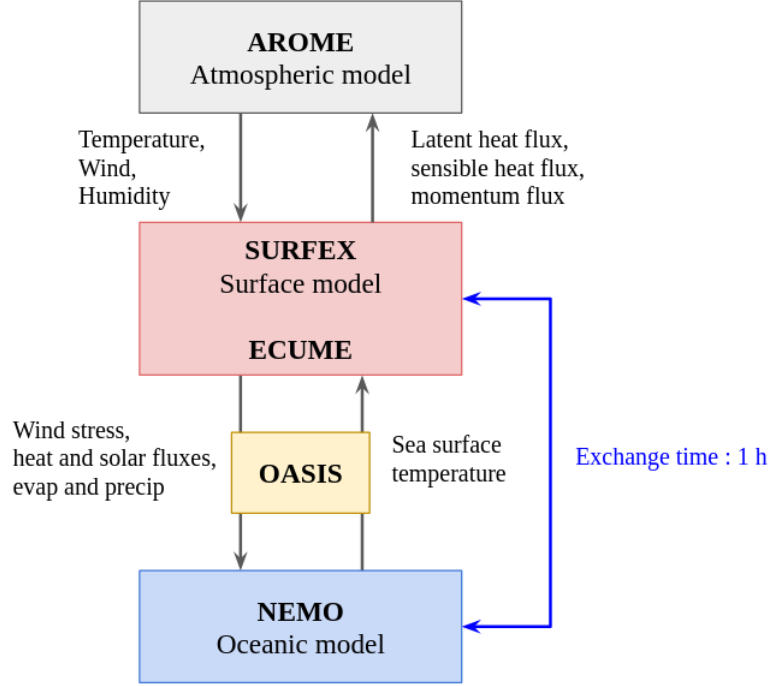 AROME
Atmospheric model
Temperature,
Wind,
Humidity
Latent heat flux,
sensible heat flux,
momentum flux
SURFEX
Surface model
ECUME
Wind stress,
heat and solar fluxes,
evap and precip
OASIS
Sea surface
temperature
Exchange time : 1 h
NEMO
Oceanic model